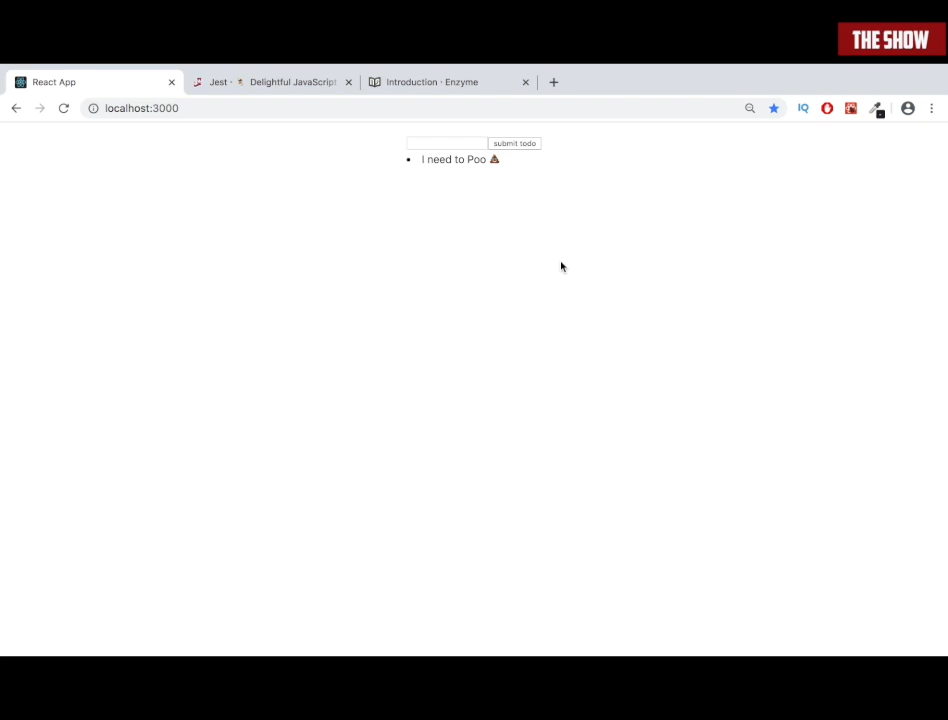 THE SHOW
React App
Jest · 🃏 Delightful JavaScript
Introduction · Enzyme
localhost:3000
IQ
submit todo
• I need to Poo 💩